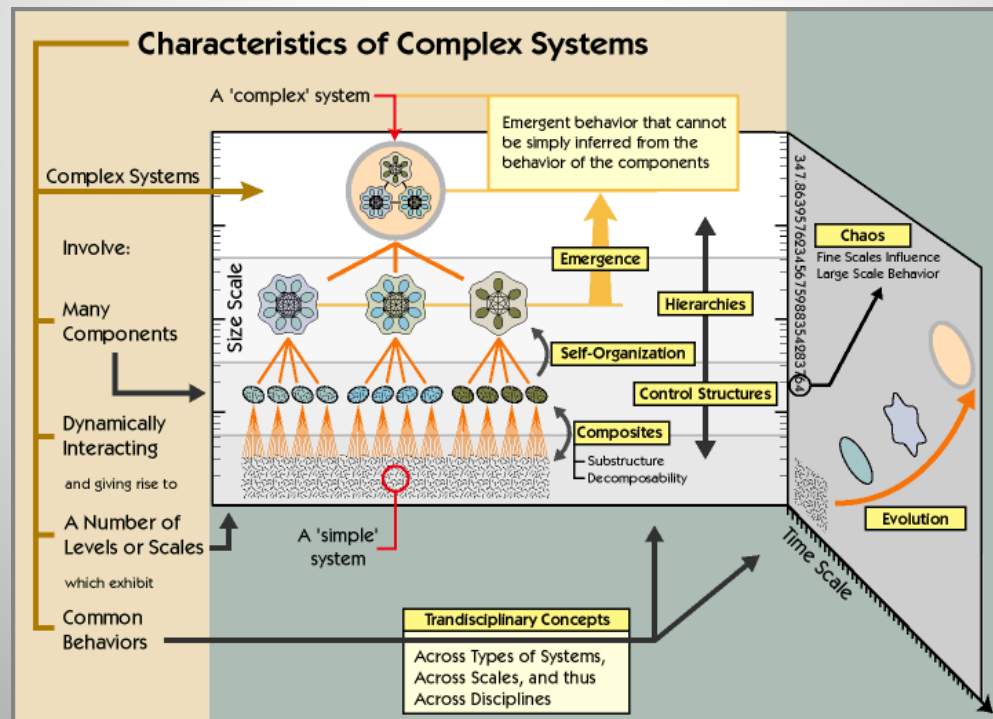 Characteristics of Complex Systems
A 'complex' system
Emergent behavior that cannot
be simply inferred from the
behavior of the components
Complex Systems
Involve:
Many
Components
Dynamically
Interacting
and giving rise to
A Number of
Levels or Scales
which exhibit
Common
Behaviors
Size Scale
Emergence
Hierarchies
Self-Organization
Control Structures
Composites
Substructure
Decomposability
A 'simple'
system
347.86395762345675988354283764
Chaos
Fine Scales Influence
Large Scale Behavior
Evolution
Time Scale
Trandisciplinary Concepts
Across Types of Systems,
Across Scales, and thus
Across Disciplines